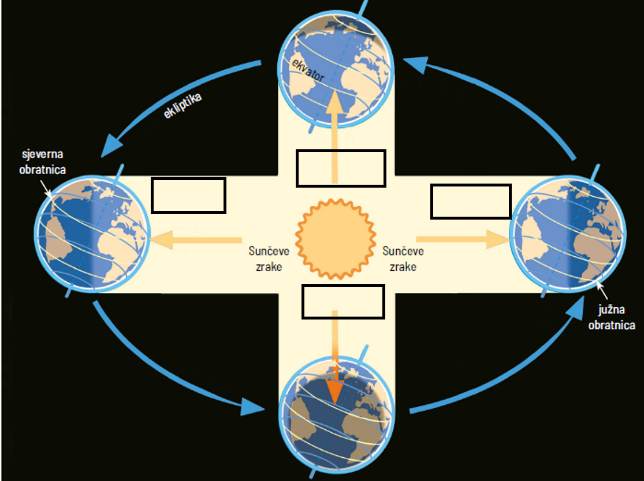 ekvator
ekliptika
sjeverna
obratnica
Sunčeve
zrake
Sunčeve
zrake
južna
obratnica